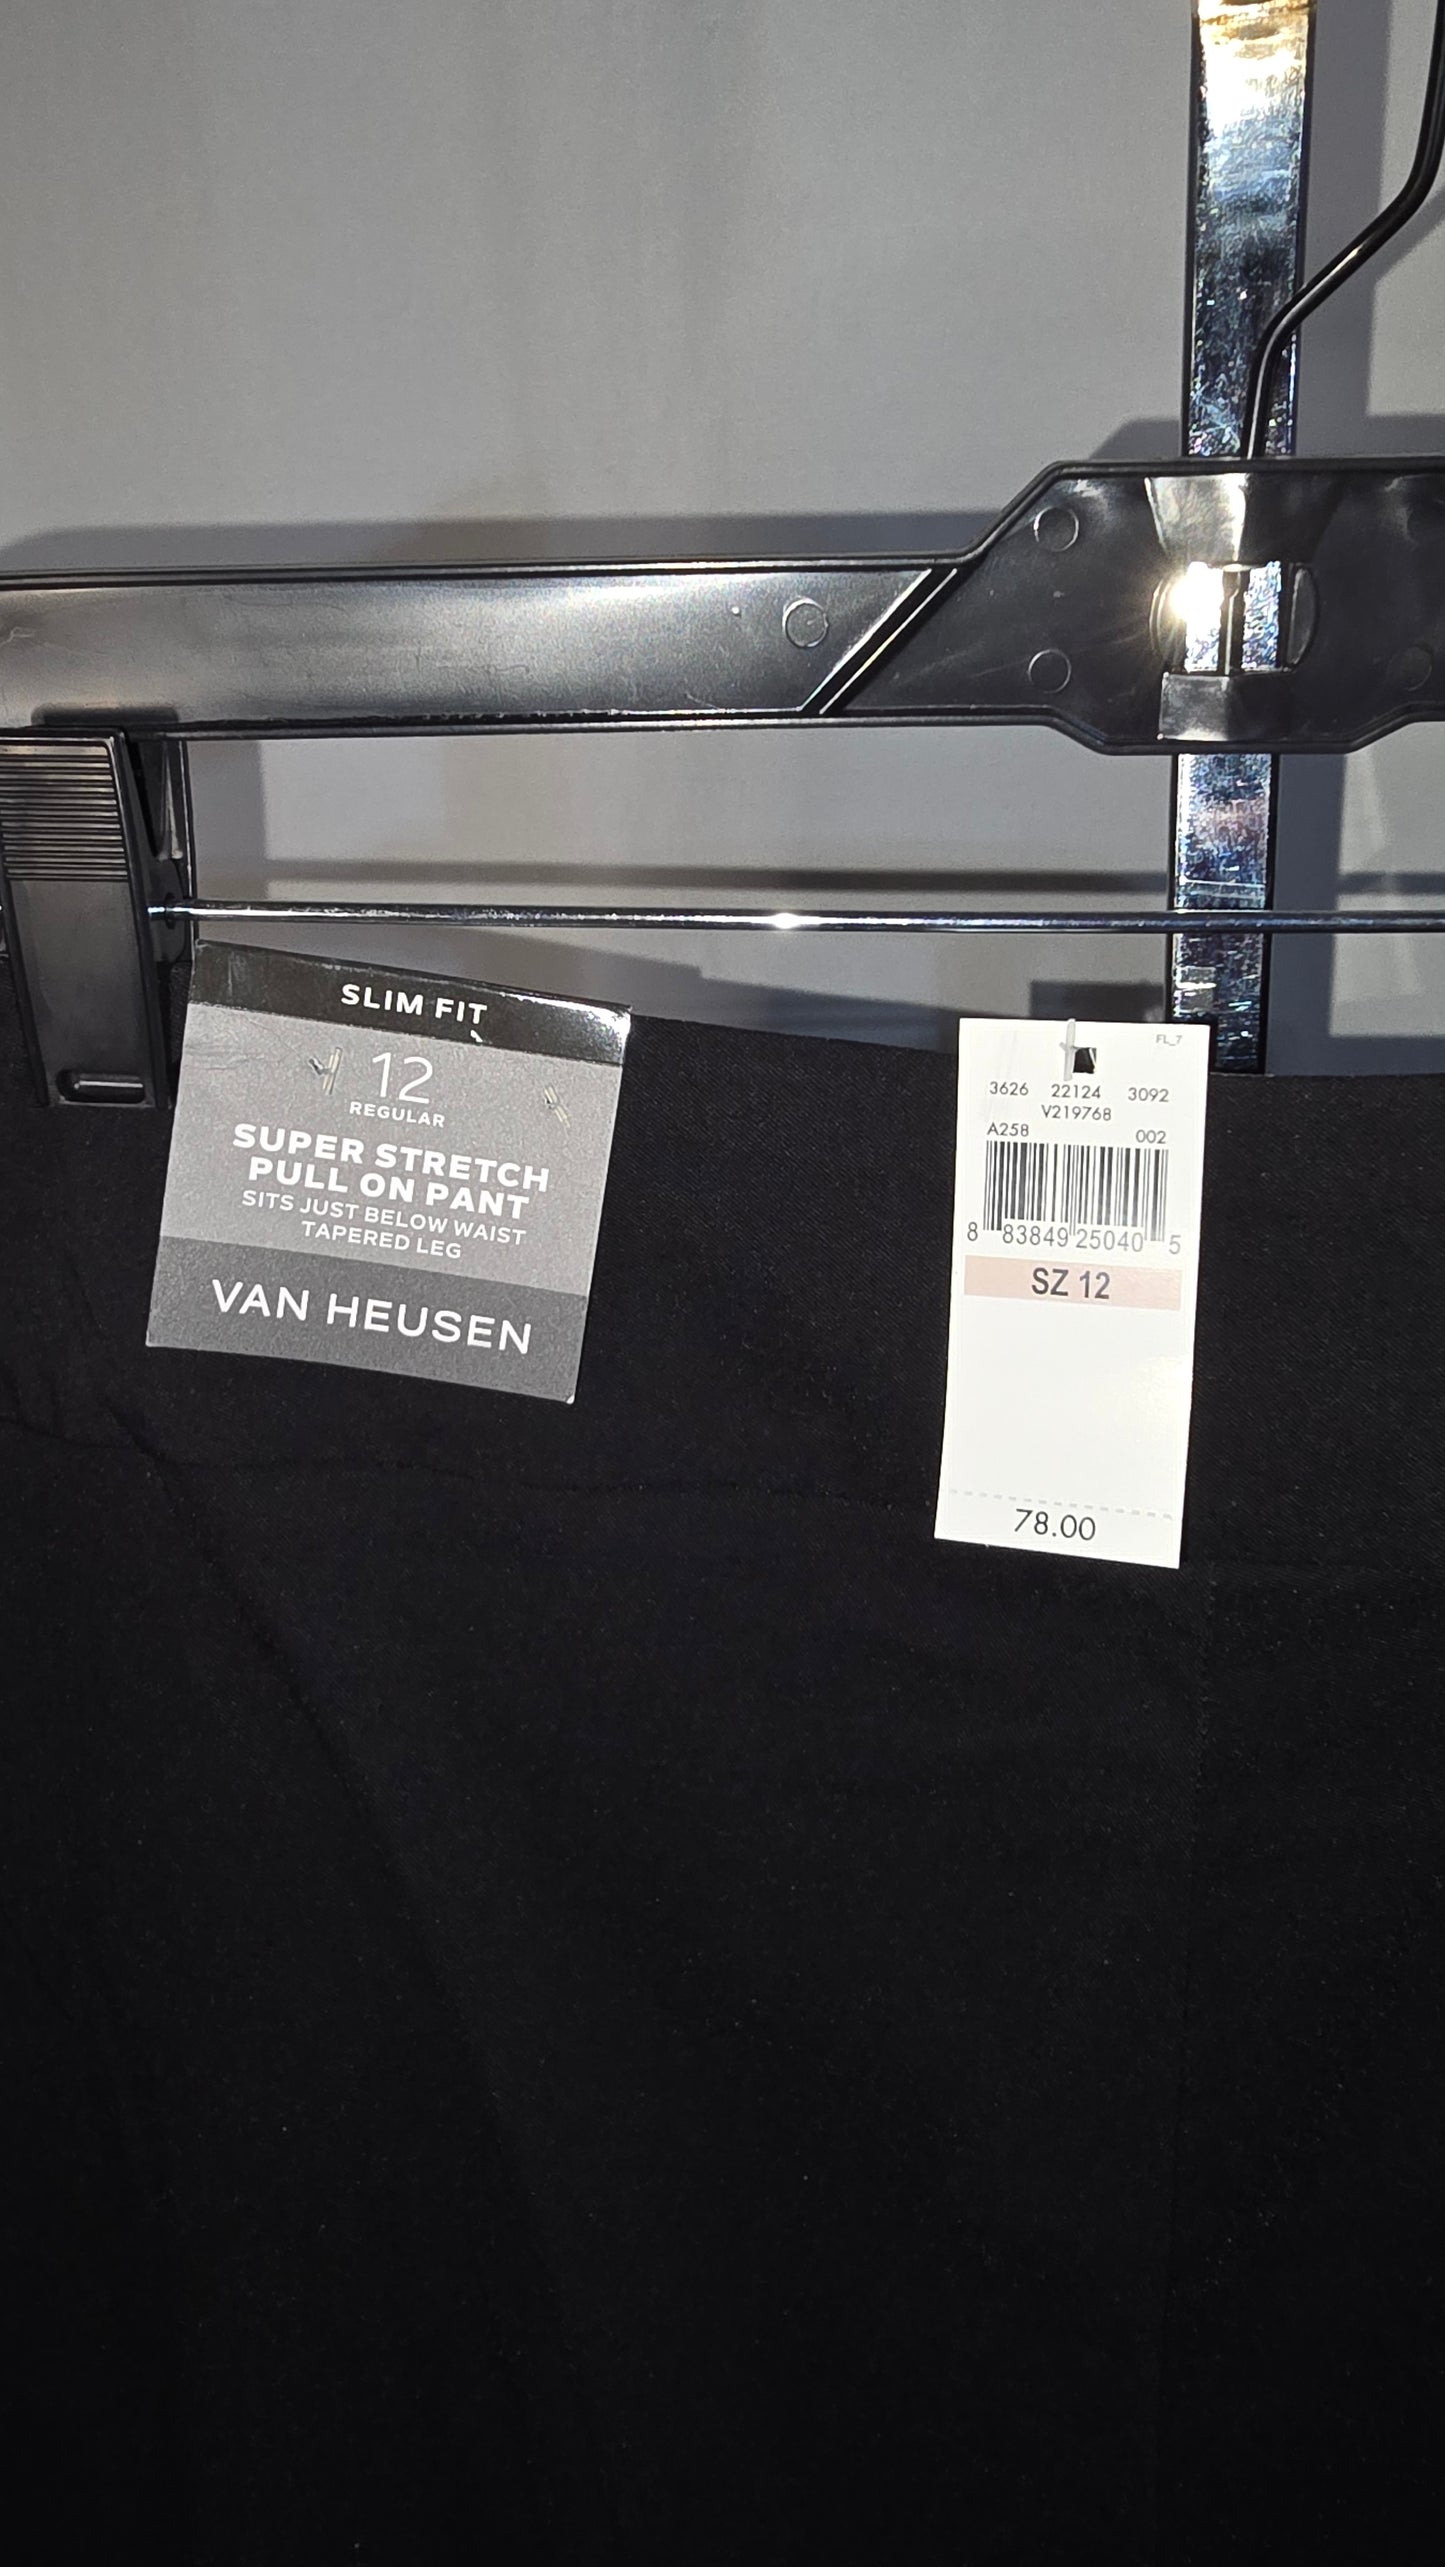 SLIM FIT
12
REGULAR
SUPER STRETCH
PULL ON PANT
SITS JUST BELOW WAIST
TAPERED LEG
VAN HEUSEN
FL_7
3626 22124 3092
V219768
A258 002
8 83849 25040 5
SZ 12
78.00